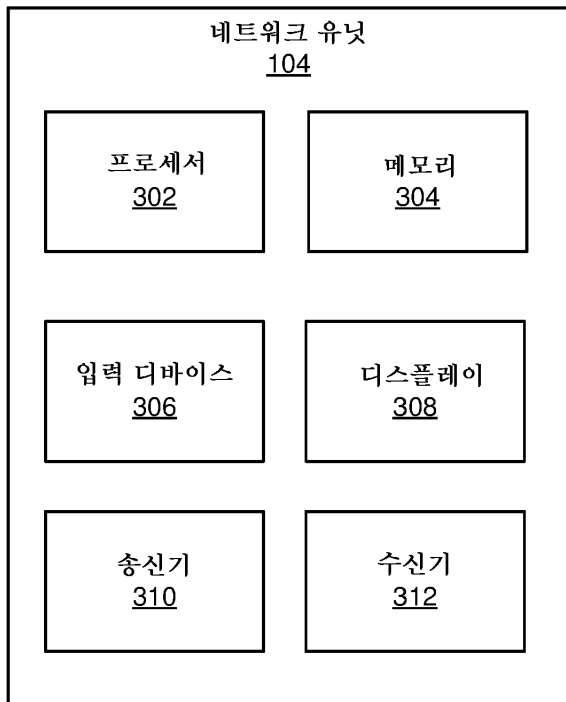 네트워크 유닛
104
프로세서
302
메모리
304
입력 디바이스
306
디스플레이
308
송신기
310
수신기
312